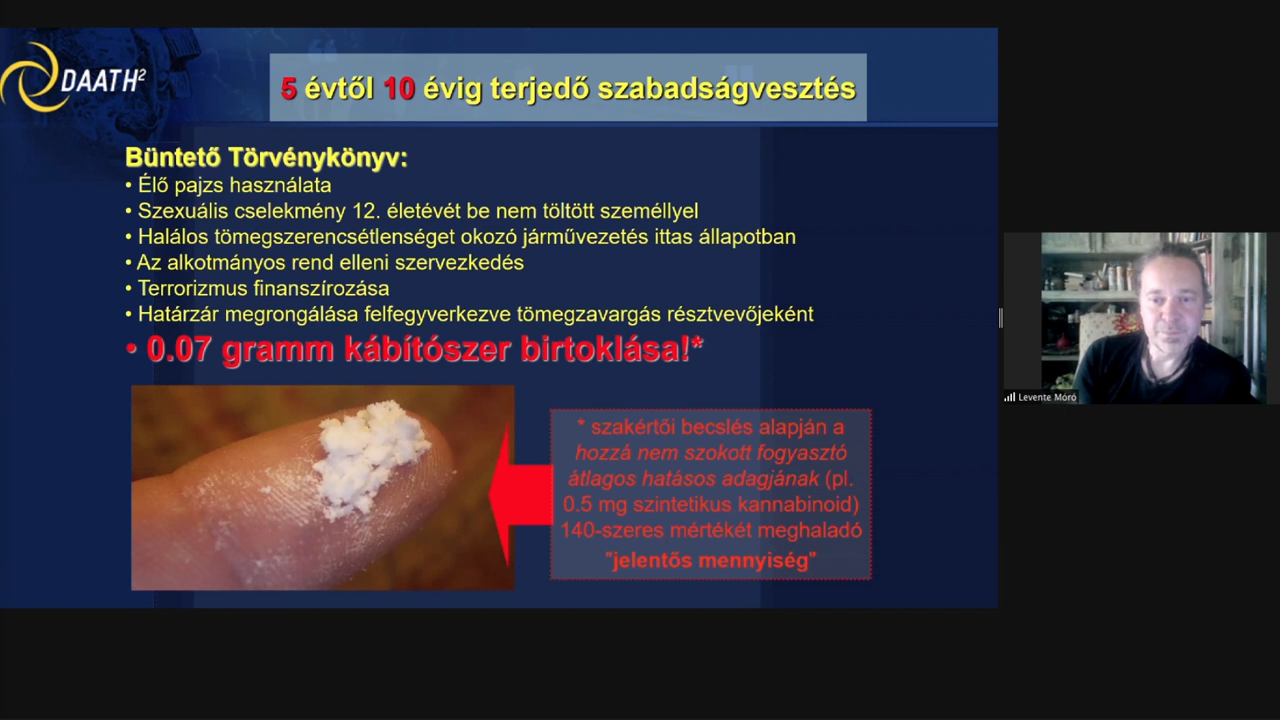 DAATH²
5 évtől 10 évig terjedő szabadságvesztés
Büntető Törvénykönyv:
• Élő pajzs használata
• Szexuális cselekmény 12. életévét be nem töltött személlyel
• Halálos tömegszerencsétlenséget okozó járművezetés ittas állapotban
• Az alkotmányos rend elleni szervezkedés
• Terrorizmus finanszírozása
• Határzár megrongálása felfegyverkezve tömegzavargás résztvevőjeként
• 0.07 gramm kábítószer birtoklása!*
* szakértői becslés alapján a
hozzá nem szokott fogyasztó
átlagos hatásos adagjának (pl.
0.5 mg szintetikus kannabinoid)
140-szeres mértékét meghaladó
"jelentős mennyiség"
Levente Móró